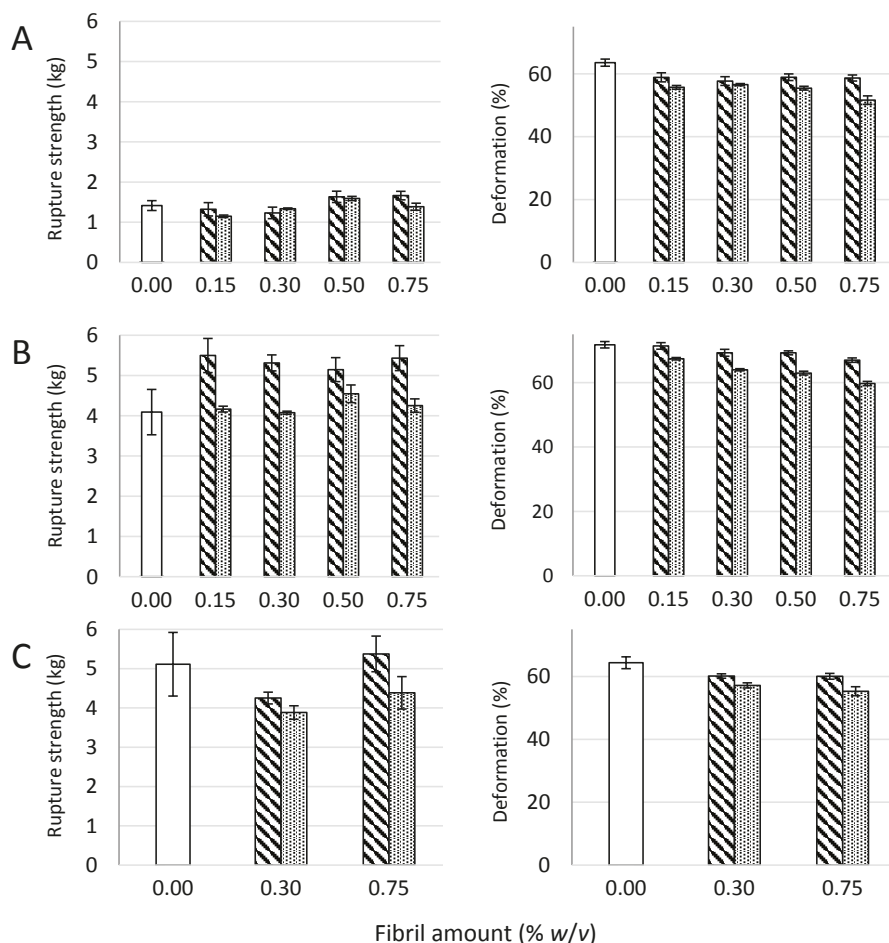 A
Rupture strength (kg)
6
5
4
3
2
1
0
0.00 0.15 0.30 0.50 0.75
Deformation (%)
60
40
20
0
0.00 0.15 0.30 0.50 0.75
B
Rupture strength (kg)
6
5
4
3
2
1
0
0.00 0.15 0.30 0.50 0.75
Deformation (%)
60
40
20
0
0.00 0.15 0.30 0.50 0.75
C
Rupture strength (kg)
6
5
4
3
2
1
0
0.00 0.30 0.75
Deformation (%)
60
40
20
0
0.00 0.30 0.75
Fibril amount (% w/v)